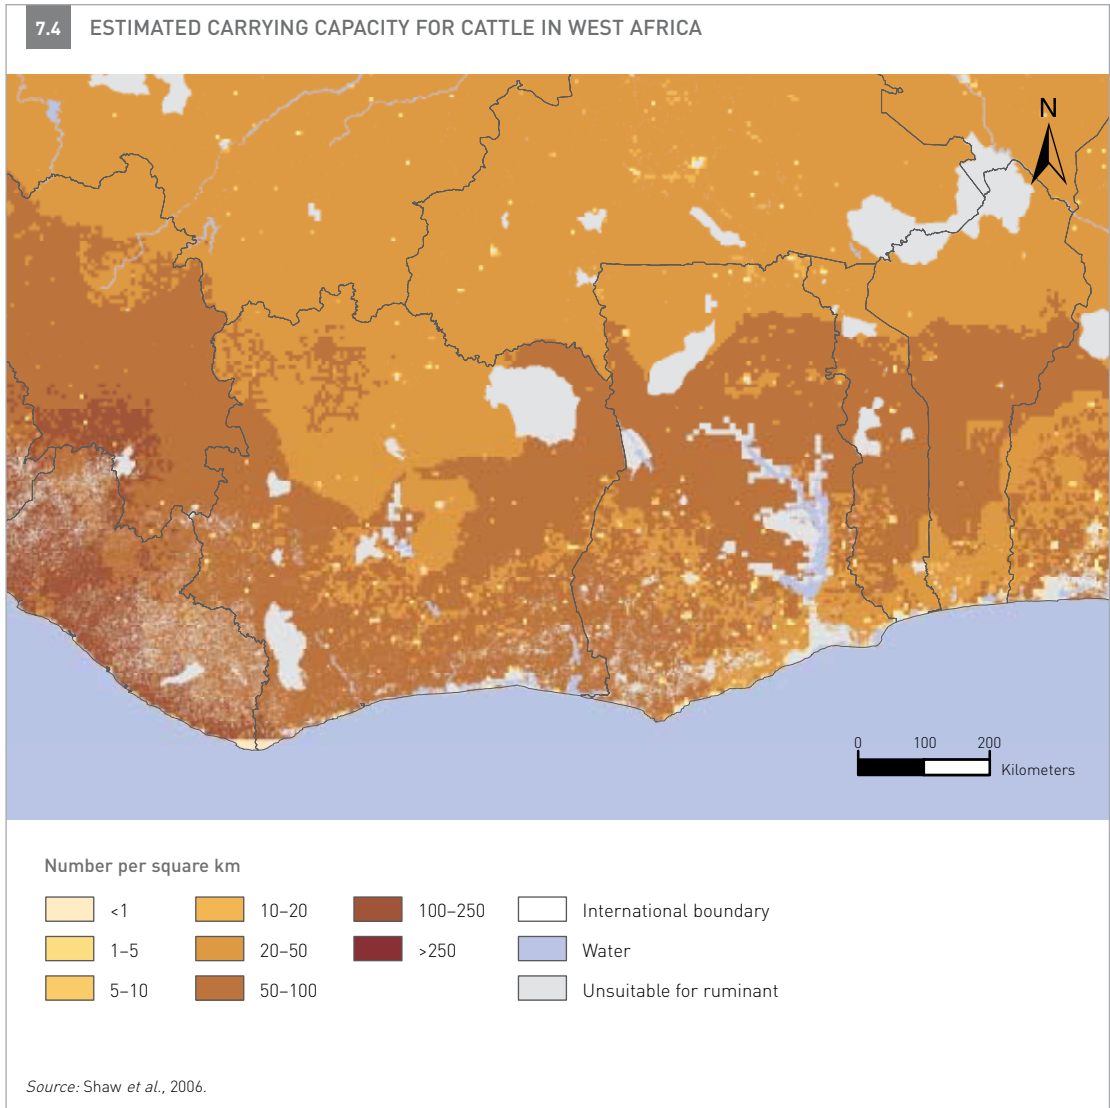 7.4 ESTIMATED CARRYING CAPACITY FOR CATTLE IN WEST AFRICA
N
0 100 200
Kilometers
Number per square km
<1 10–20 100–250 International boundary
1–5 20–50 >250 Water
5–10 50–100 Unsuitable for ruminant
Source: Shaw et al., 2006.